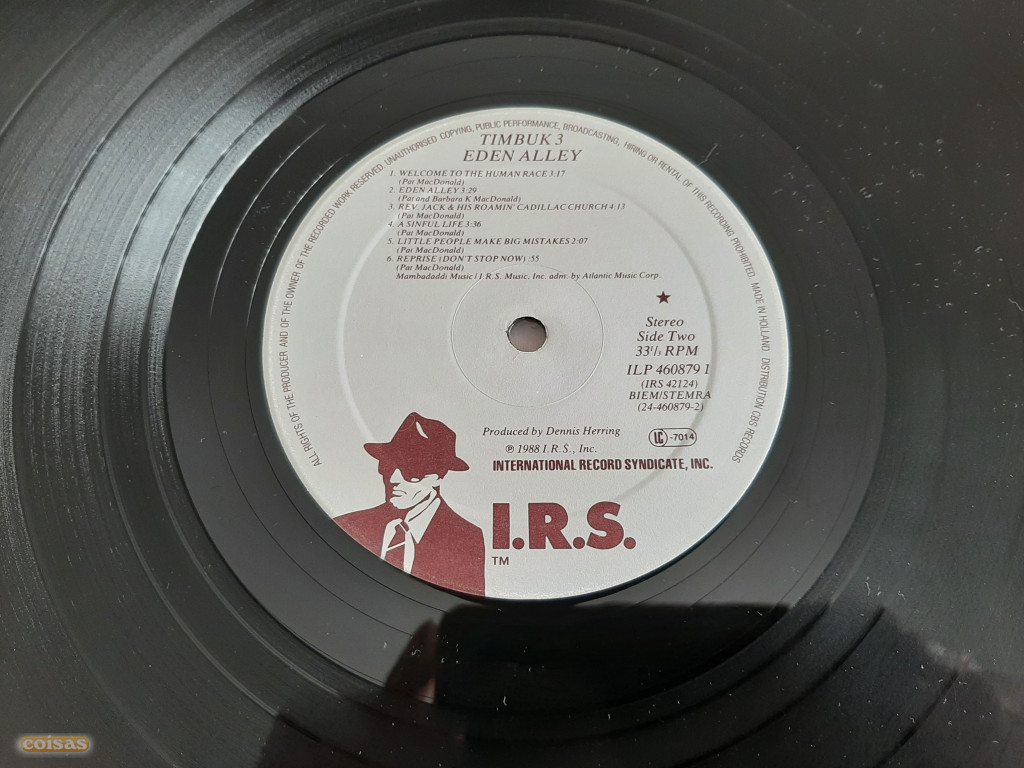 ALL RIGHTS OF THE PRODUCER AND OF THE OWNER OF THE RECORDED WORK RESERVED. UNAUTHORISED COPYING, PUBLIC PERFORMANCE, BROADCASTING, HIRING OR RENTAL OF THIS RECORDING PROHIBITED. MADE IN HOLLAND. DISTRIBUTION CBS RECORDS
TIMBUK 3
EDEN ALLEY
1. WELCOME TO THE HUMAN RACE 3:17
(Pat MacDonald)
2. EDEN ALLEY 3:29
(Pat and Barbara K MacDonald)
3. REV. JACK & HIS ROAMIN' CADILLAC CHURCH 4:13
(Pat MacDonald)
4. A SINFUL LIFE 3:36
(Pat MacDonald)
5. LITTLE PEOPLE MAKE BIG MISTAKES 2:07
(Pat MacDonald)
6. REPRISE (DON'T STOP NOW) :55
(Pat MacDonald)
Mambadaddi Music / I.R.S. Music, Inc. adm. by Atlantic Music Corp.
Stereo
Side Two
33⅓ RPM
ILP 460879 1
(IRS 42124)
BIEM/STEMRA
(24-460879-2)
LC -7014
Produced by Dennis Herring
℗ 1988 I.R.S., Inc.
INTERNATIONAL RECORD SYNDICATE, INC.
I.R.S.
TM
coisas